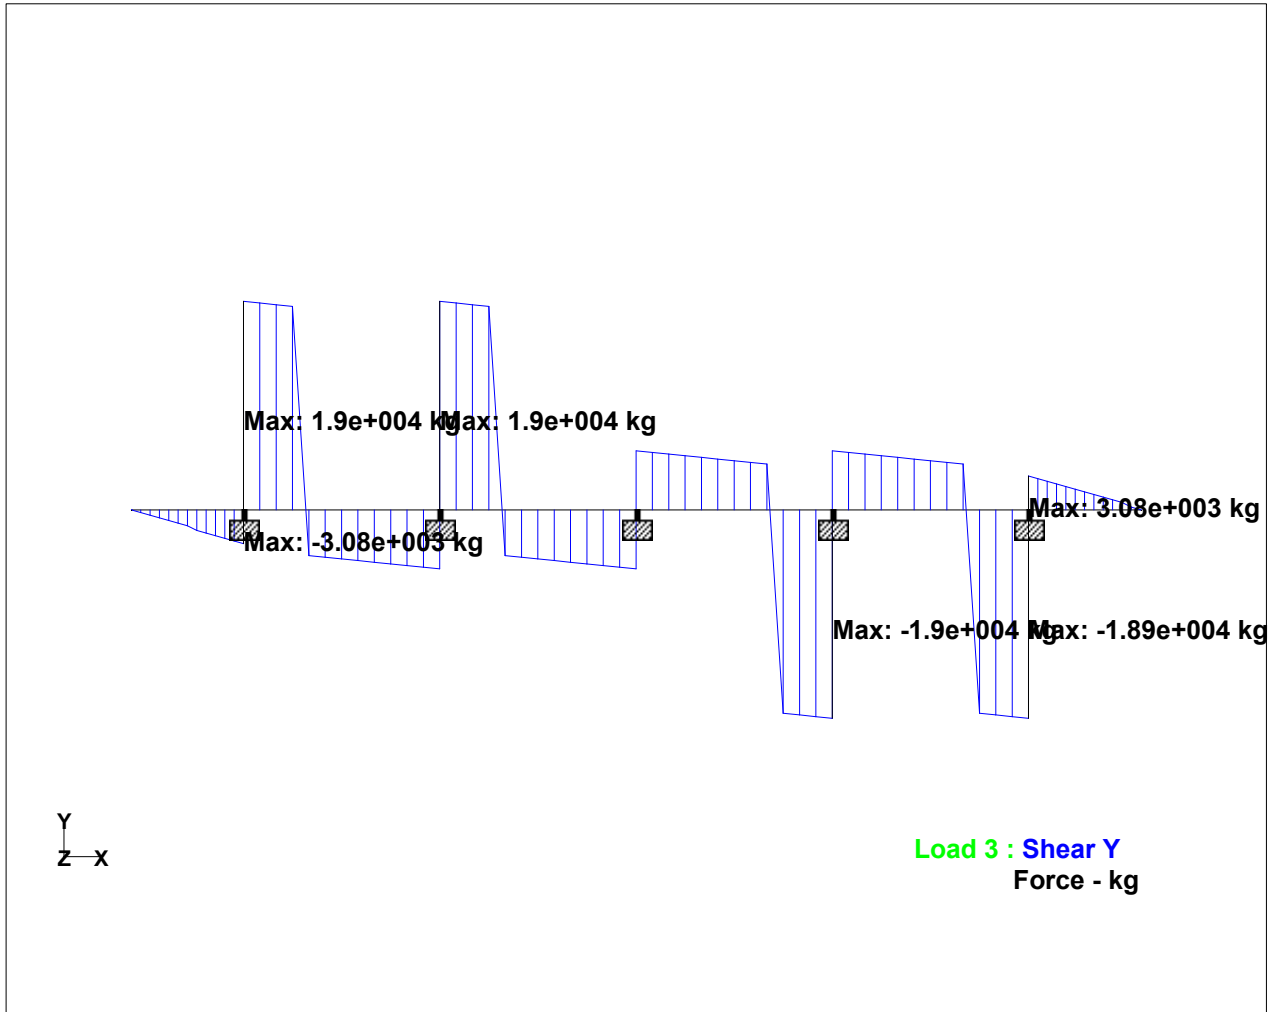 Max: 1.9e+004 kg
Max: 1.9e+004 kg
Max: 3.08e+003 kg
Max: -3.08e+003 kg
Max: -1.9e+004 kg
Max: -1.89e+004 kg
Y
Z X
Load 3 : Shear Y
Force - kg